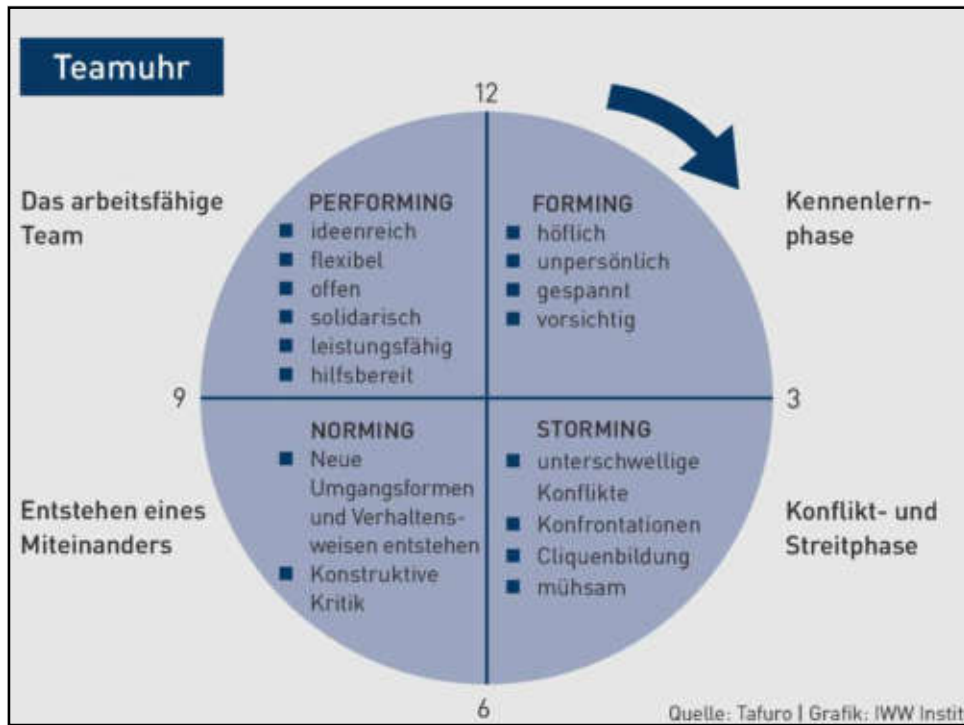 Teamuhr
12
Das arbeitsfähige
Team
PERFORMING
■ ideenreich
■ flexibel
■ offen
■ solidarisch
■ leistungsfähig
■ hilfsbereit
FORMING
■ höflich
■ unpersönlich
■ gespannt
■ vorsichtig
Kennenlern-
phase
9
3
Entstehen eines
Miteinanders
NORMING
■ Neue
Umgangsformen
und Verhaltens-
weisen entstehen
■ Konstruktive
Kritik
STORMING
■ unterschwellige
Konflikte
■ Konfrontationen
■ Cliquenbildung
■ mühsam
Konflikt- und
Streitphase
6
Quelle: Tafuro | Grafik: IWW Instit